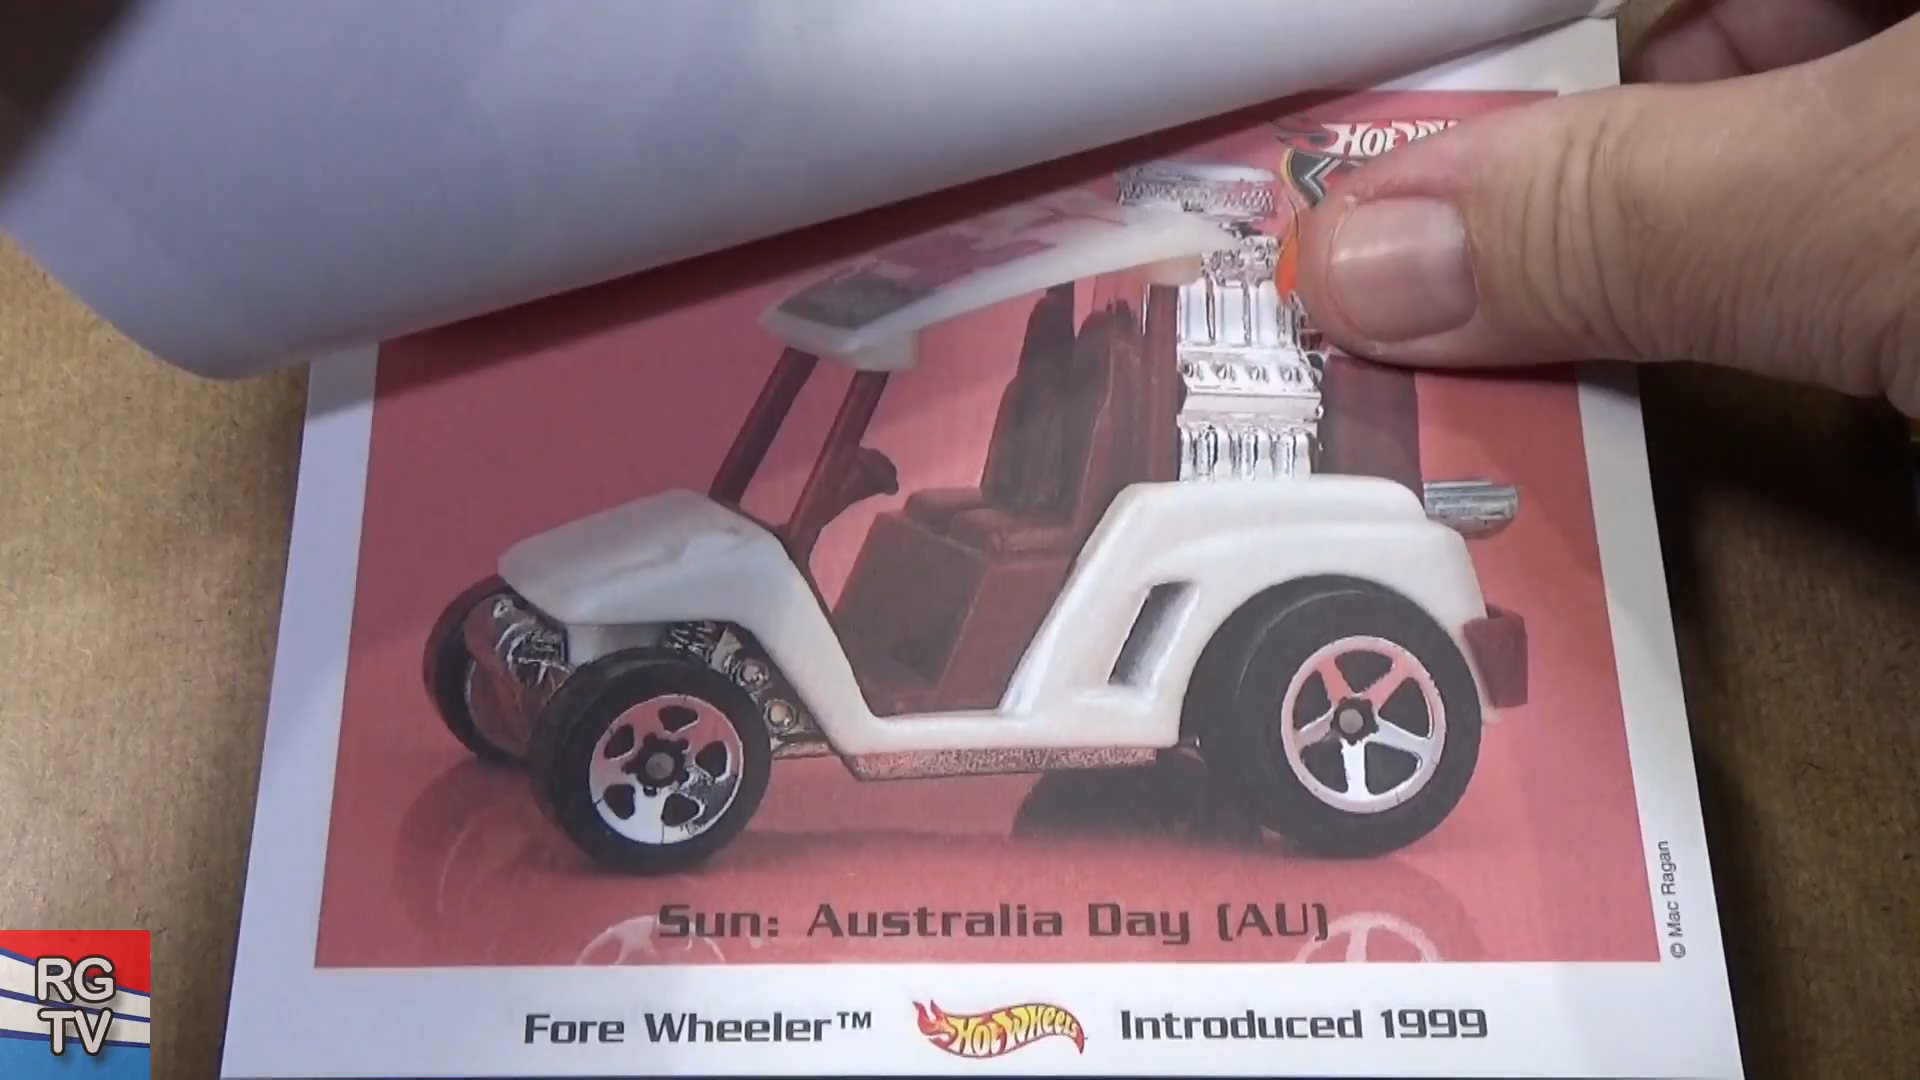 Sun: Australia Day (AU)
© Mac Ragan
Fore Wheeler™ HOT WHEELS Introduced 1999
RG
TV